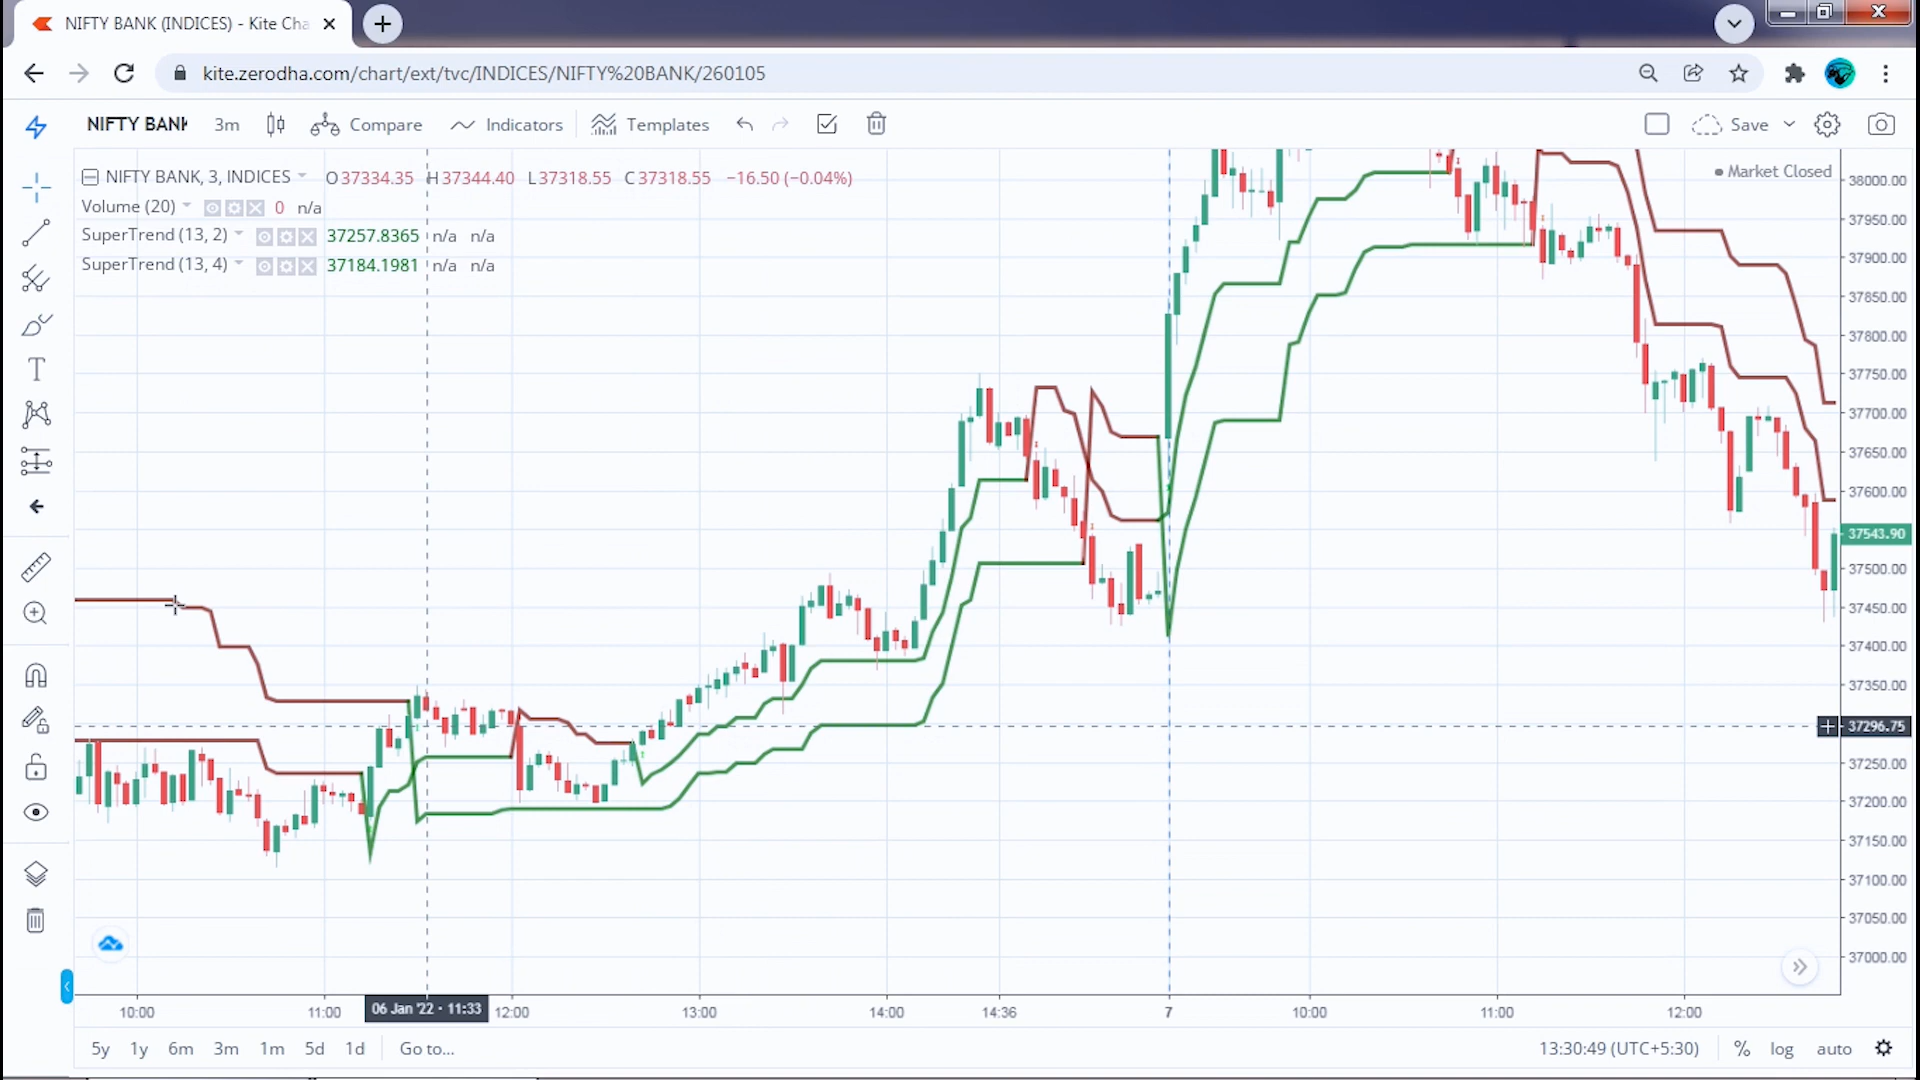 NIFTY BANK (INDICES) - Kite Cha
kite.zerodha.com/chart/ext/tvc/INDICES/NIFTY%20BANK/260105
NIFTY BANK 3m Compare Indicators Templates Save
NIFTY BANK, 3, INDICES O37334.35 H37344.40 L37318.55 C37318.55 −16.50 (−0.04%) Market Closed
Volume (20) 0 n/a
SuperTrend (13, 2) 37257.8365 n/a n/a
SuperTrend (13, 4) 37184.1981 n/a n/a
38000.00
37950.00
37900.00
37850.00
37800.00
37750.00
37700.00
37650.00
37600.00
37543.90
37500.00
37450.00
37400.00
37350.00
37296.75
37250.00
37200.00
37150.00
37100.00
37050.00
37000.00
10:00 11:00 06 Jan '22 · 11:33 12:00 13:00 14:00 14:36 7 10:00 11:00 12:00
5y 1y 6m 3m 1m 5d 1d Go to... 13:30:49 (UTC+5:30) % log auto